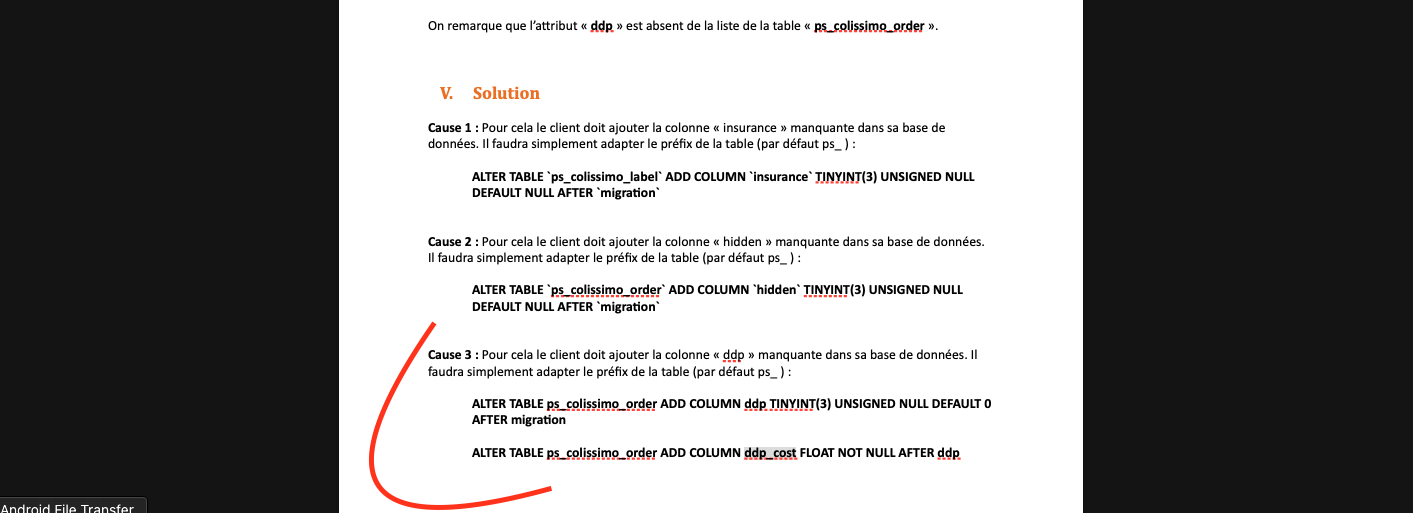 On remarque que l’attribut « ddp » est absent de la liste de la table « ps_colissimo_order ».
V. Solution
Cause 1 : Pour cela le client doit ajouter la colonne « insurance » manquante dans sa base de
données. Il faudra simplement adapter le préfix de la table (par défaut ps_ ) :
ALTER TABLE `ps_colissimo_label` ADD COLUMN `insurance` TINYINT(3) UNSIGNED NULL
DEFAULT NULL AFTER `migration`
Cause 2 : Pour cela le client doit ajouter la colonne « hidden » manquante dans sa base de données.
Il faudra simplement adapter le préfix de la table (par défaut ps_ ) :
ALTER TABLE `ps_colissimo_order` ADD COLUMN `hidden` TINYINT(3) UNSIGNED NULL
DEFAULT NULL AFTER `migration`
Cause 3 : Pour cela le client doit ajouter la colonne « ddp » manquante dans sa base de données. Il
faudra simplement adapter le préfix de la table (par défaut ps_ ) :
ALTER TABLE ps_colissimo_order ADD COLUMN ddp TINYINT(3) UNSIGNED NULL DEFAULT 0
AFTER migration
ALTER TABLE ps_colissimo_order ADD COLUMN ddp_cost FLOAT NOT NULL AFTER ddp
Android File Transfer